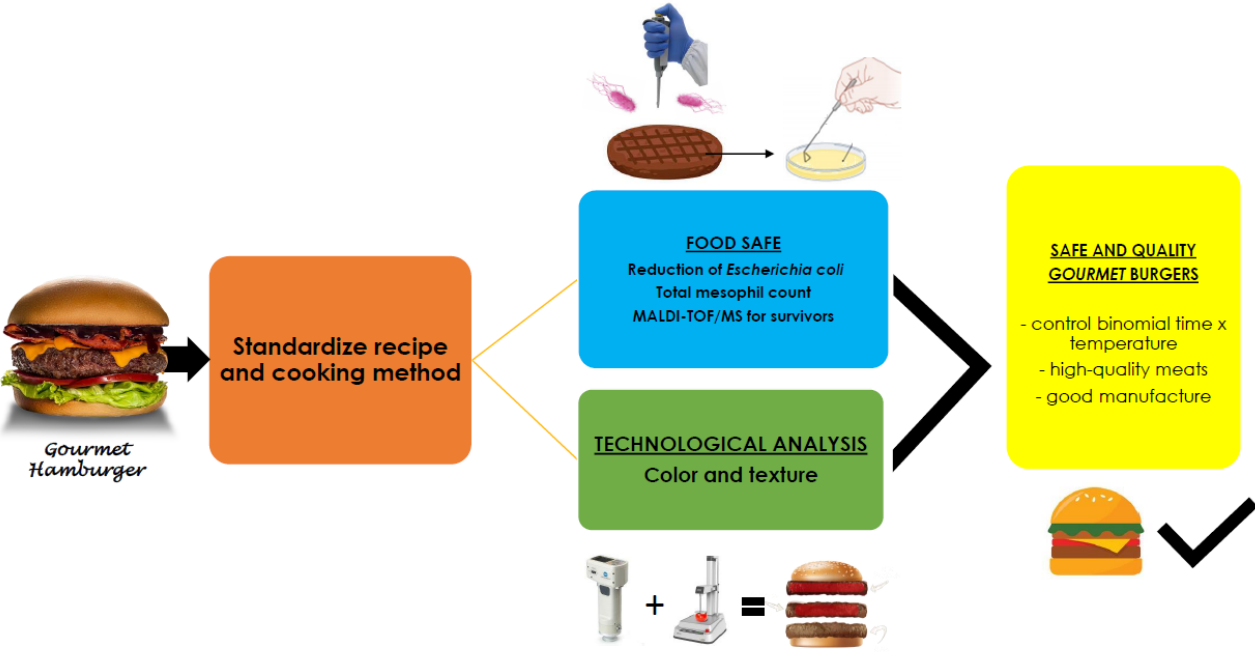 Gourmet
Hamburger
Standardize recipe
and cooking method
FOOD SAFE
Reduction of Escherichia coli
Total mesophil count
MALDI-TOF/MS for survivors
TECHNOLOGICAL ANALYSIS
Color and texture
+
=
SAFE AND QUALITY
GOURMET BURGERS
- control binomial time x
temperature
- high-quality meats
- good manufacture